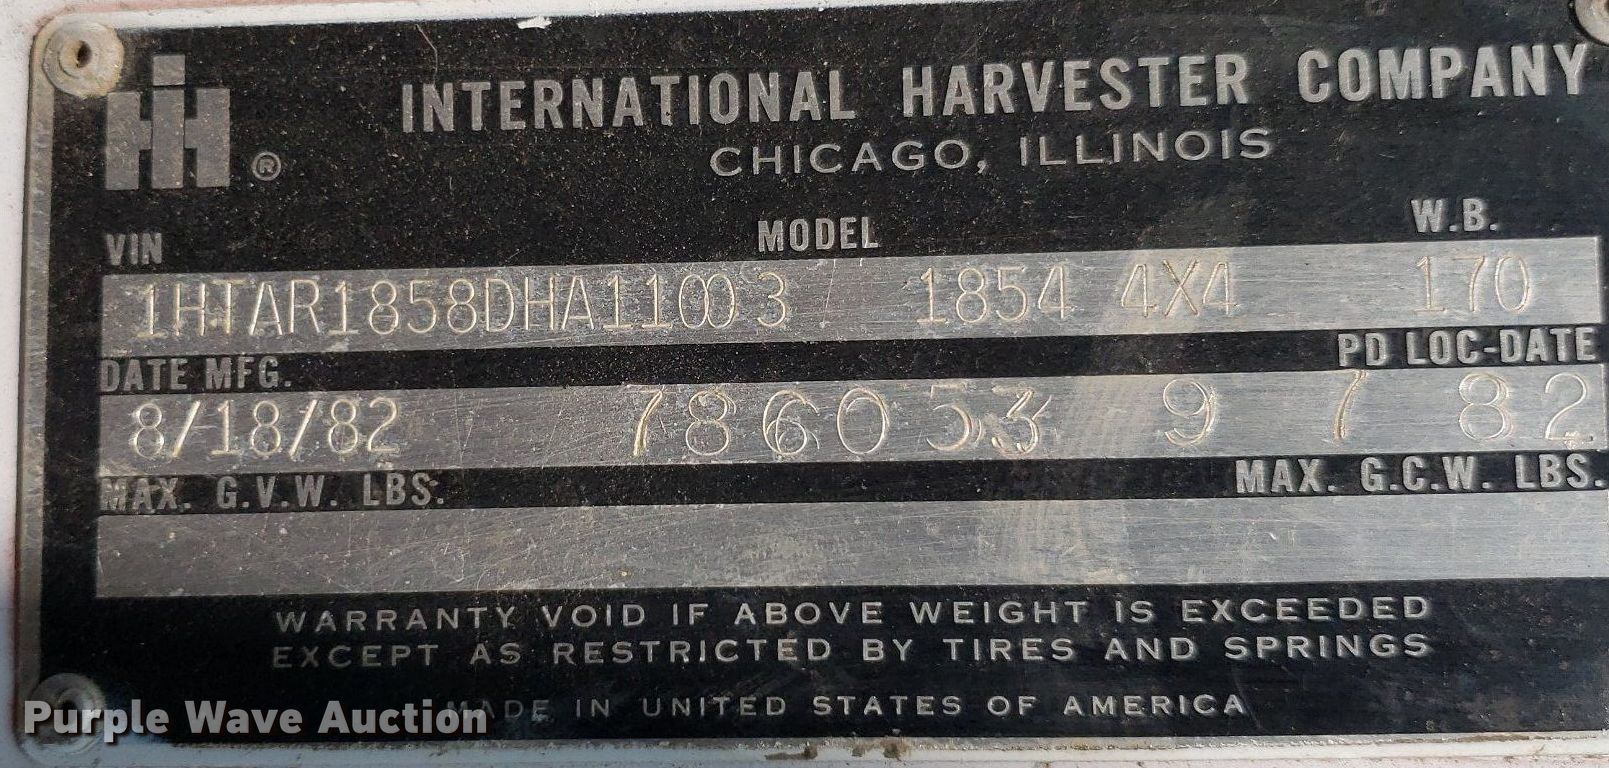 IH ®
INTERNATIONAL HARVESTER COMPANY
CHICAGO, ILLINOIS
VIN MODEL W.B.
1HTAR1858DHA11003 1854 4X4 170
DATE MFG. PD LOC-DATE
8/18/82 786053 9 7 82
MAX. G.V.W. LBS. MAX. G.C.W. LBS.
WARRANTY VOID IF ABOVE WEIGHT IS EXCEEDED
EXCEPT AS RESTRICTED BY TIRES AND SPRINGS
MADE IN UNITED STATES OF AMERICA
Purple Wave Auction